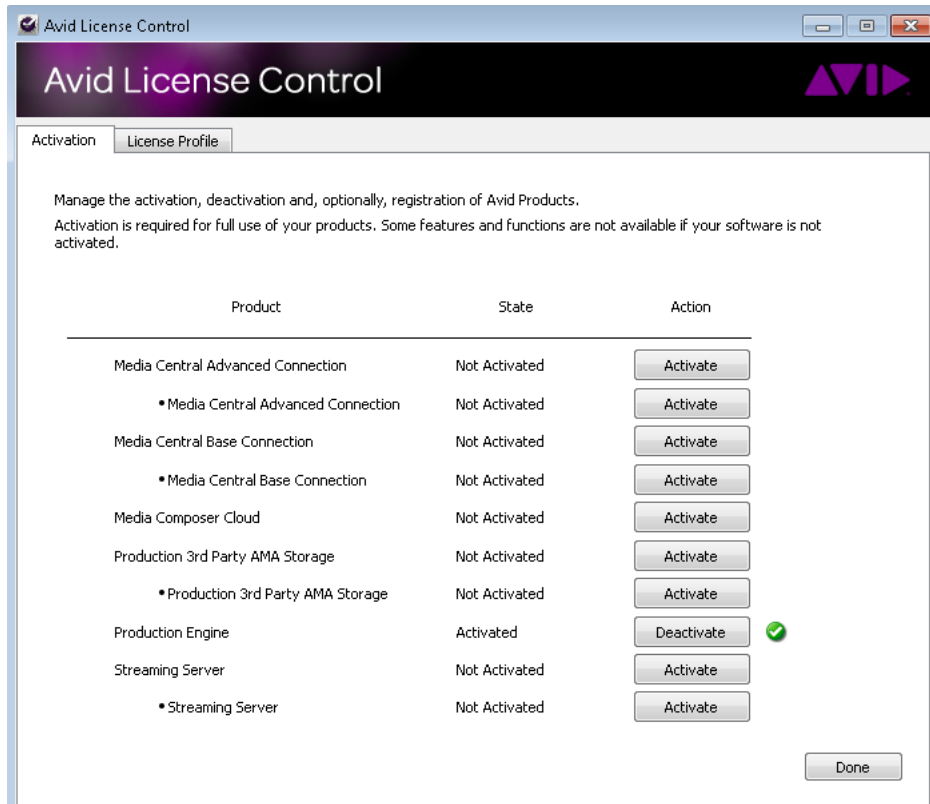 Avid License Control
Avid License Control
AVID
Activation License Profile
Manage the activation, deactivation and, optionally, registration of Avid Products.
Activation is required for full use of your products. Some features and functions are not available if your software is not
activated.
Product State Action
Media Central Advanced Connection Not Activated Activate
• Media Central Advanced Connection Not Activated Activate
Media Central Base Connection Not Activated Activate
• Media Central Base Connection Not Activated Activate
Media Composer Cloud Not Activated Activate
Production 3rd Party AMA Storage Not Activated Activate
• Production 3rd Party AMA Storage Not Activated Activate
Production Engine Activated Deactivate
Streaming Server Not Activated Activate
• Streaming Server Not Activated Activate
Done